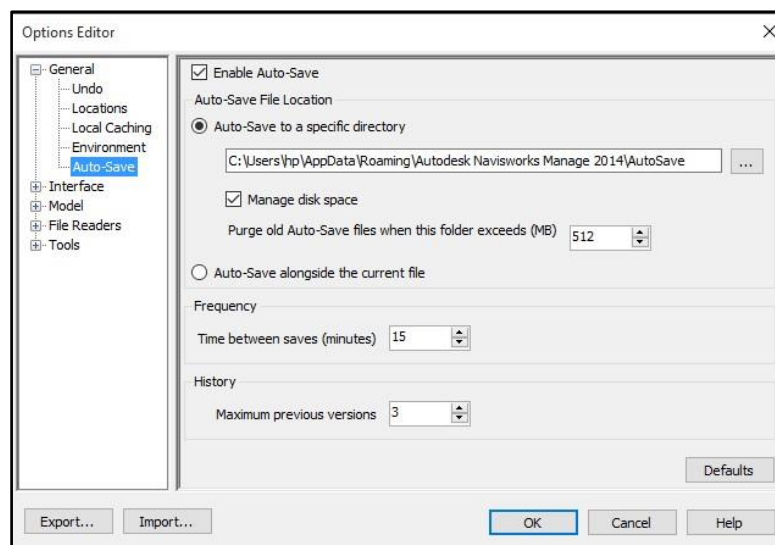 Options Editor
General
Undo
Locations
Local Caching
Environment
Auto-Save
Interface
Model
File Readers
Tools
Enable Auto-Save
Auto-Save File Location
Auto-Save to a specific directory
C:\Users\hp\AppData\Roaming\Autodesk Navisworks Manage 2014\AutoSave
...
Manage disk space
Purge old Auto-Save files when this folder exceeds (MB) 512
Auto-Save alongside the current file
Frequency
Time between saves (minutes) 15
History
Maximum previous versions 3
Defaults
Export... Import... OK Cancel Help